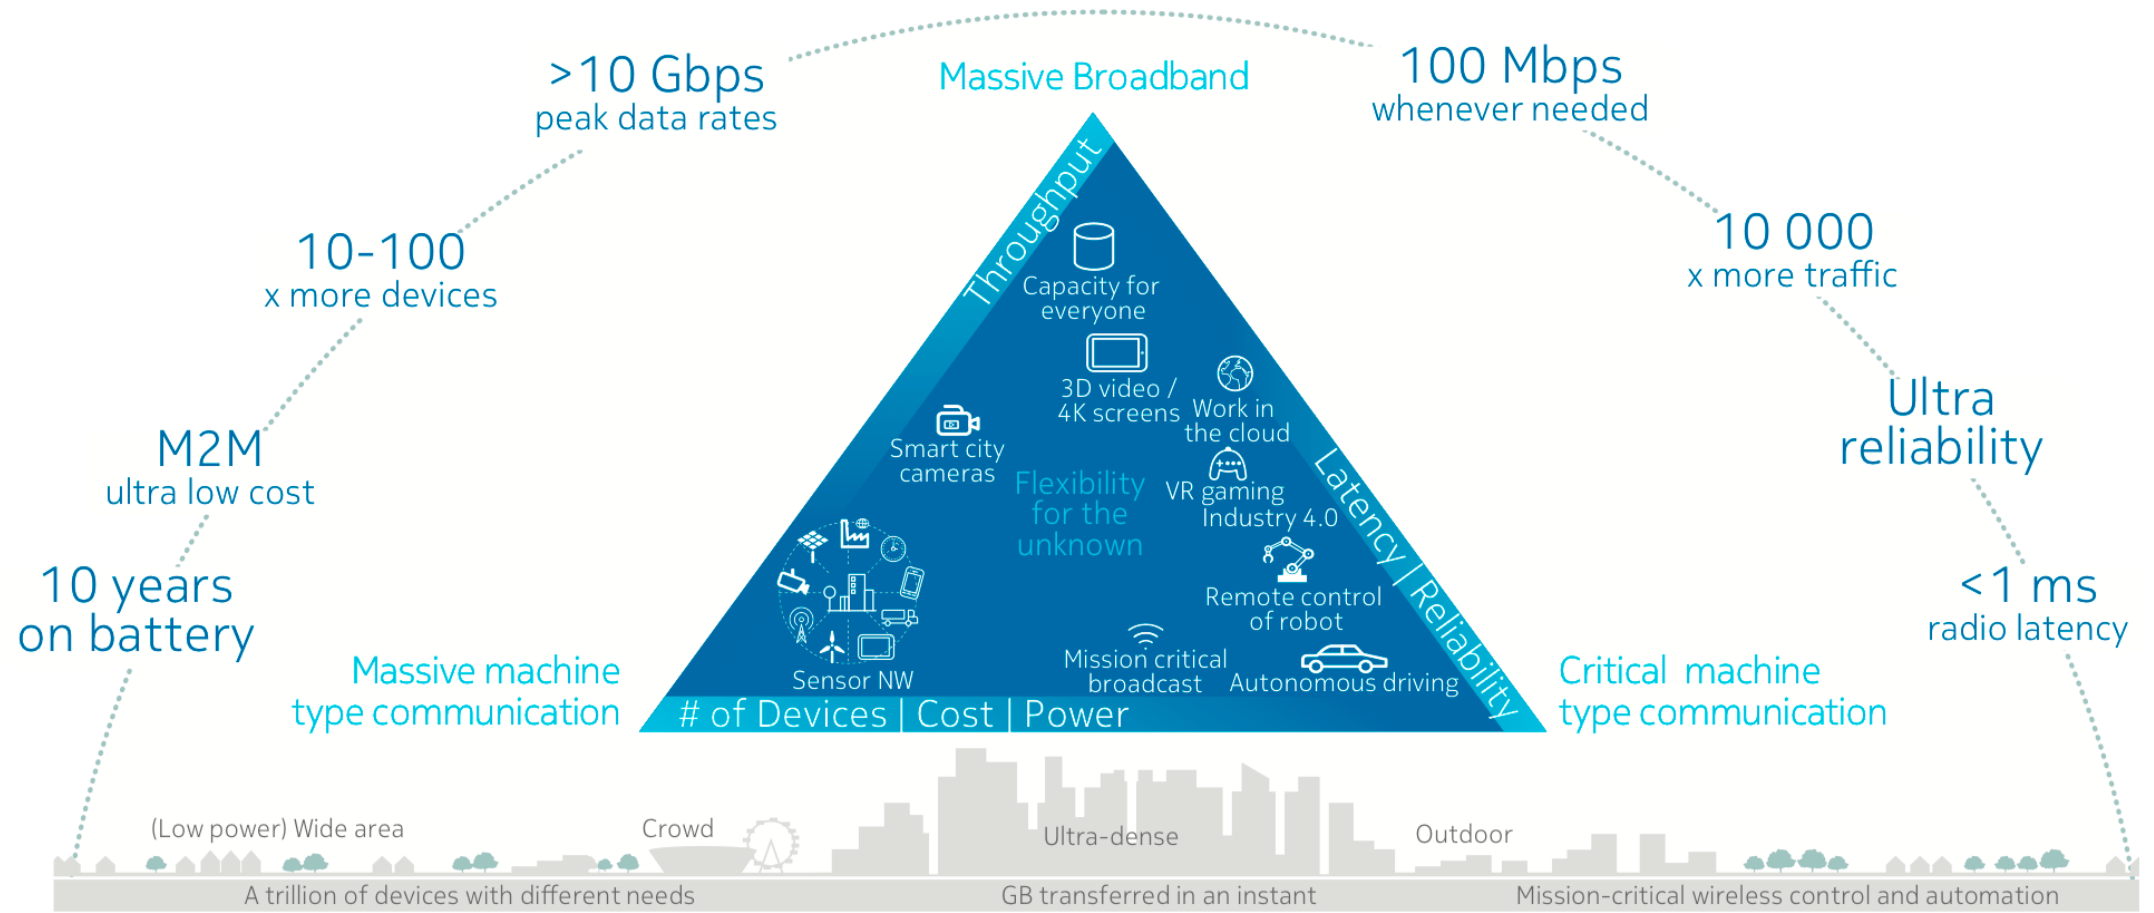 >10 Gbps
peak data rates
Massive Broadband
100 Mbps
whenever needed
10-100
x more devices
10 000
x more traffic
M2M
ultra low cost
Ultra
reliability
10 years
on battery
<1 ms
radio latency
Throughput
Capacity for
everyone
3D video /
4K screens
Work in
the cloud
Smart city
cameras
Flexibility
for the
unknown
VR gaming
Industry 4.0
Latency | Reliability
Remote control
of robot
Sensor NW
Mission critical
broadcast
Autonomous driving
Massive machine
type communication
# of Devices | Cost | Power
Critical machine
type communication
(Low power) Wide area
Crowd
Ultra-dense
Outdoor
A trillion of devices with different needs
GB transferred in an instant
Mission-critical wireless control and automation